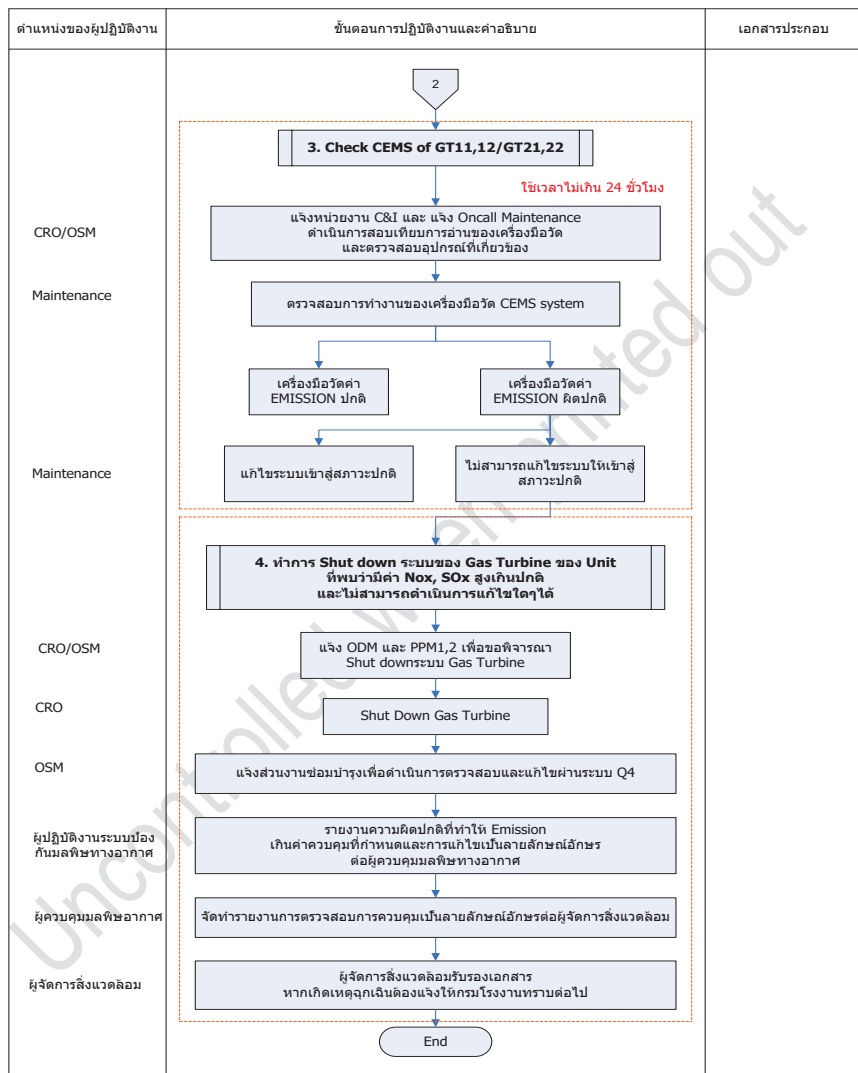 ตำแหน่งของผู้ปฏิบัติงาน
ขั้นตอนการปฏิบัติงานและคำอธิบาย
เอกสารประกอบ
2
3. Check CEMS of GT11,12/GT21,22
ใช้เวลาไม่เกิน 24 ชั่วโมง
CRO/OSM
แจ้งหน่วยงาน C&I และ แจ้ง Oncall Maintenance
ดำเนินการสอบเทียบการอ่านของเครื่องมือวัด
และตรวจสอบอุปกรณ์ที่เกี่ยวข้อง
Maintenance
ตรวจสอบการทำงานของเครื่องมือวัด CEMS system
เครื่องมือวัดค่า
EMISSION ปกติ
เครื่องมือวัดค่า
EMISSION ผิดปกติ
Maintenance
แก้ไขระบบเข้าสู่สภาวะปกติ
ไม่สามารถแก้ไขระบบให้เข้าสู่
สภาวะปกติ
4. ทำการ Shut down ระบบของ Gas Turbine ของ Unit
ที่พบว่ามีค่า Nox, SOx สูงเกินปกติ
และไม่สามารถดำเนินการแก้ไขใดๆได้
CRO/OSM
แจ้ง ODM และ PPM1,2 เพื่อขอพิจารณา
Shut downระบบ Gas Turbine
CRO
Shut Down Gas Turbine
OSM
แจ้งส่วนงานซ่อมบำรุงเพื่อดำเนินการตรวจสอบและแก้ไขผ่านระบบ Q4
ผู้ปฏิบัติงานระบบป้อง
กันมลพิษทางอากาศ
รายงานความผิดปกติที่ทำให้ Emission
เกินค่าควบคุมที่กำหนดและการแก้ไขเป็นลายลักษณ์อักษร
ต่อผู้ควบคุมมลพิษทางอากาศ
ผู้ควบคุมมลพิษอากาศ
จัดทำรายงานการตรวจสอบการควบคุมเป็นลายลักษณ์อักษรต่อผู้จัดการสิ่งแวดล้อม
ผู้จัดการสิ่งแวดล้อม
ผู้จัดการสิ่งแวดล้อมรับรองเอกสาร
หากเกิดเหตุฉุกเฉินต้องแจ้งให้กรมโรงงานทราบต่อไป
End